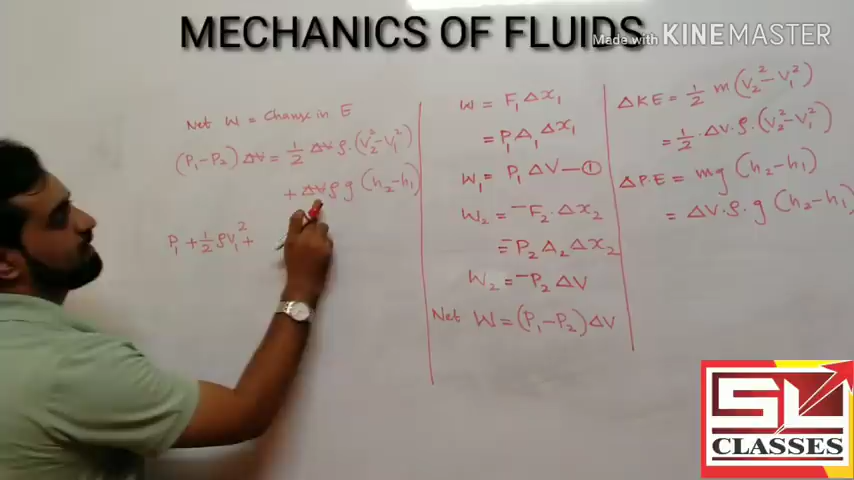 MECHANICS OF FLUIDS
Made with KINEMASTER
Net W = Change in E
(P₁-P₂) ΔV = 1/2 ΔV ρ.(V₂²-V₁²)
+ ΔV ρ g (h₂-h₁)
P₁ + 1/2 ρV₁² +
W = F₁ Δx₁
= P₁ A₁ Δx₁
W₁ = P₁ ΔV — ①
W₂ = -F₂ . Δx₂
= -P₂ A₂ Δx₂
W₂ = -P₂ ΔV
Net W = (P₁-P₂) ΔV
ΔKE = 1/2 m (V₂²-V₁²)
= 1/2 . ΔV. ρ. (V₂²-V₁²)
ΔP.E = mg (h₂-h₁)
= ΔV. ρ. g (h₂-h₁)
SL
CLASSES